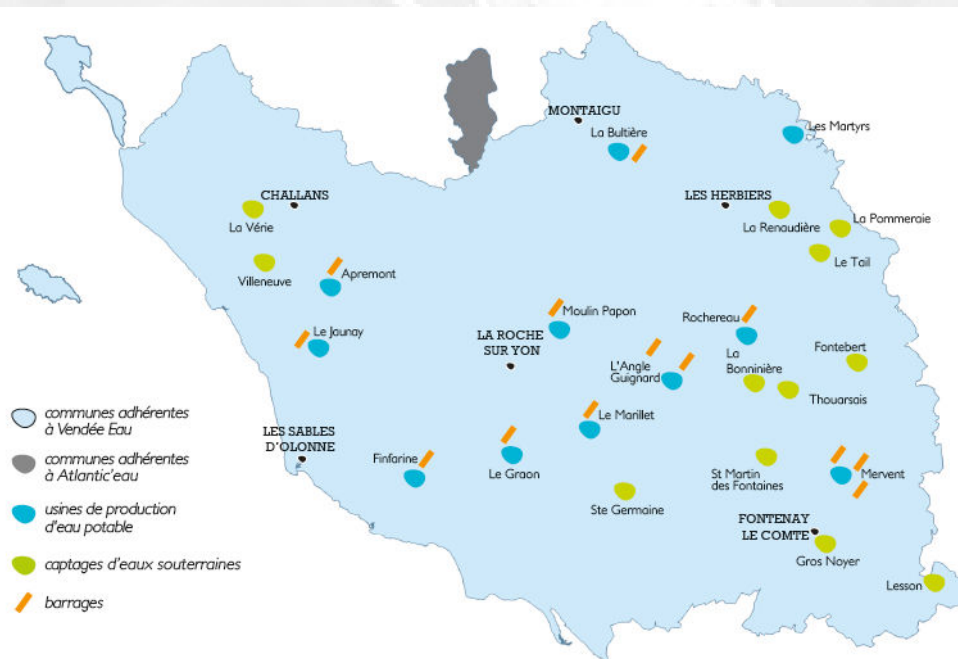 MONTAIGU
La Bultière
Les Martyrs
CHALLANS
La Vérie
LES HERBIERS
La Renaudière
La Pommeraie
Le Tail
Villeneuve
Apremont
Le Jaunay
Moulin Papon
LA ROCHE
SUR YON
Rochereau
La
Bonninière
Fontebert
Thouarsais
L'Angle
Guignard
Le Marillet
LES SABLES
D'OLONNE
Finfarine
Le Graon
Ste Germaine
St Martin
des Fontaines
Mervent
FONTENAY
LE COMTE
Gros Noyer
Lesson
communes adhérentes
à Vendée Eau
communes adhérentes
à Atlantic'eau
usines de production
d'eau potable
captages d'eaux souterraines
barrages